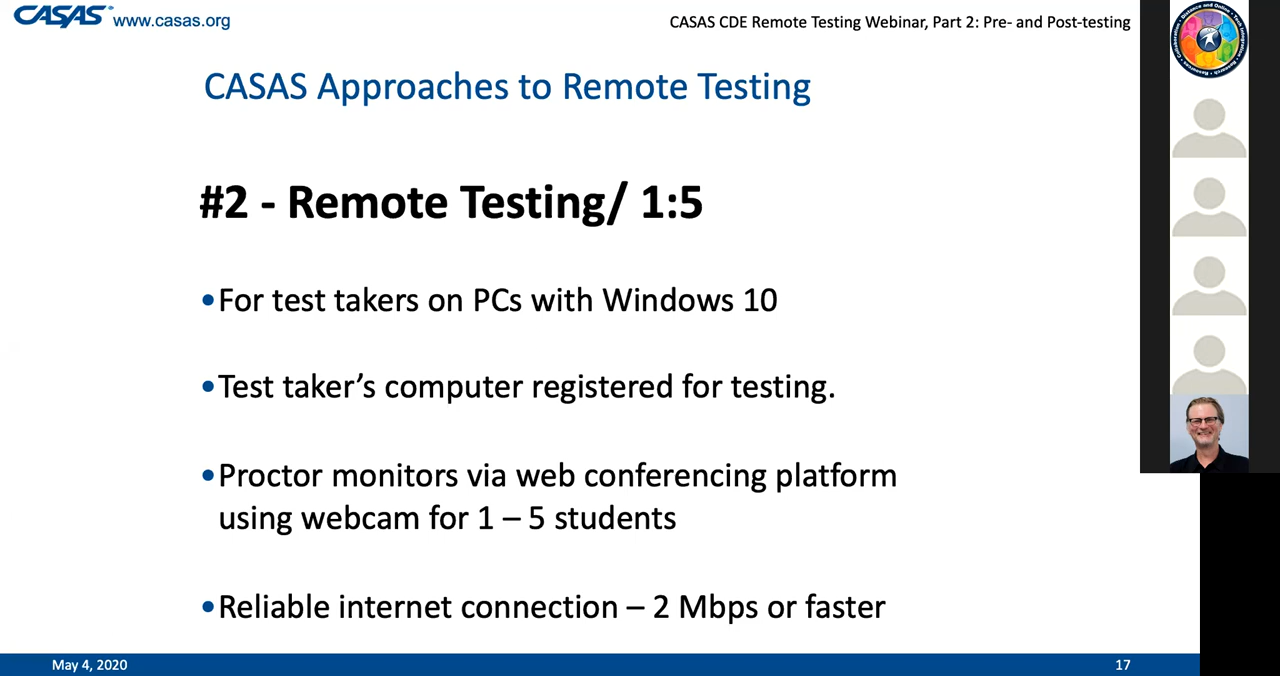 CASAS www.casas.org
CASAS CDE Remote Testing Webinar, Part 2: Pre- and Post-testing
CASAS Approaches to Remote Testing
#2 - Remote Testing/ 1:5
•For test takers on PCs with Windows 10
•Test taker’s computer registered for testing.
•Proctor monitors via web conferencing platform
using webcam for 1 – 5 students
•Reliable internet connection – 2 Mbps or faster
May 4, 2020
17